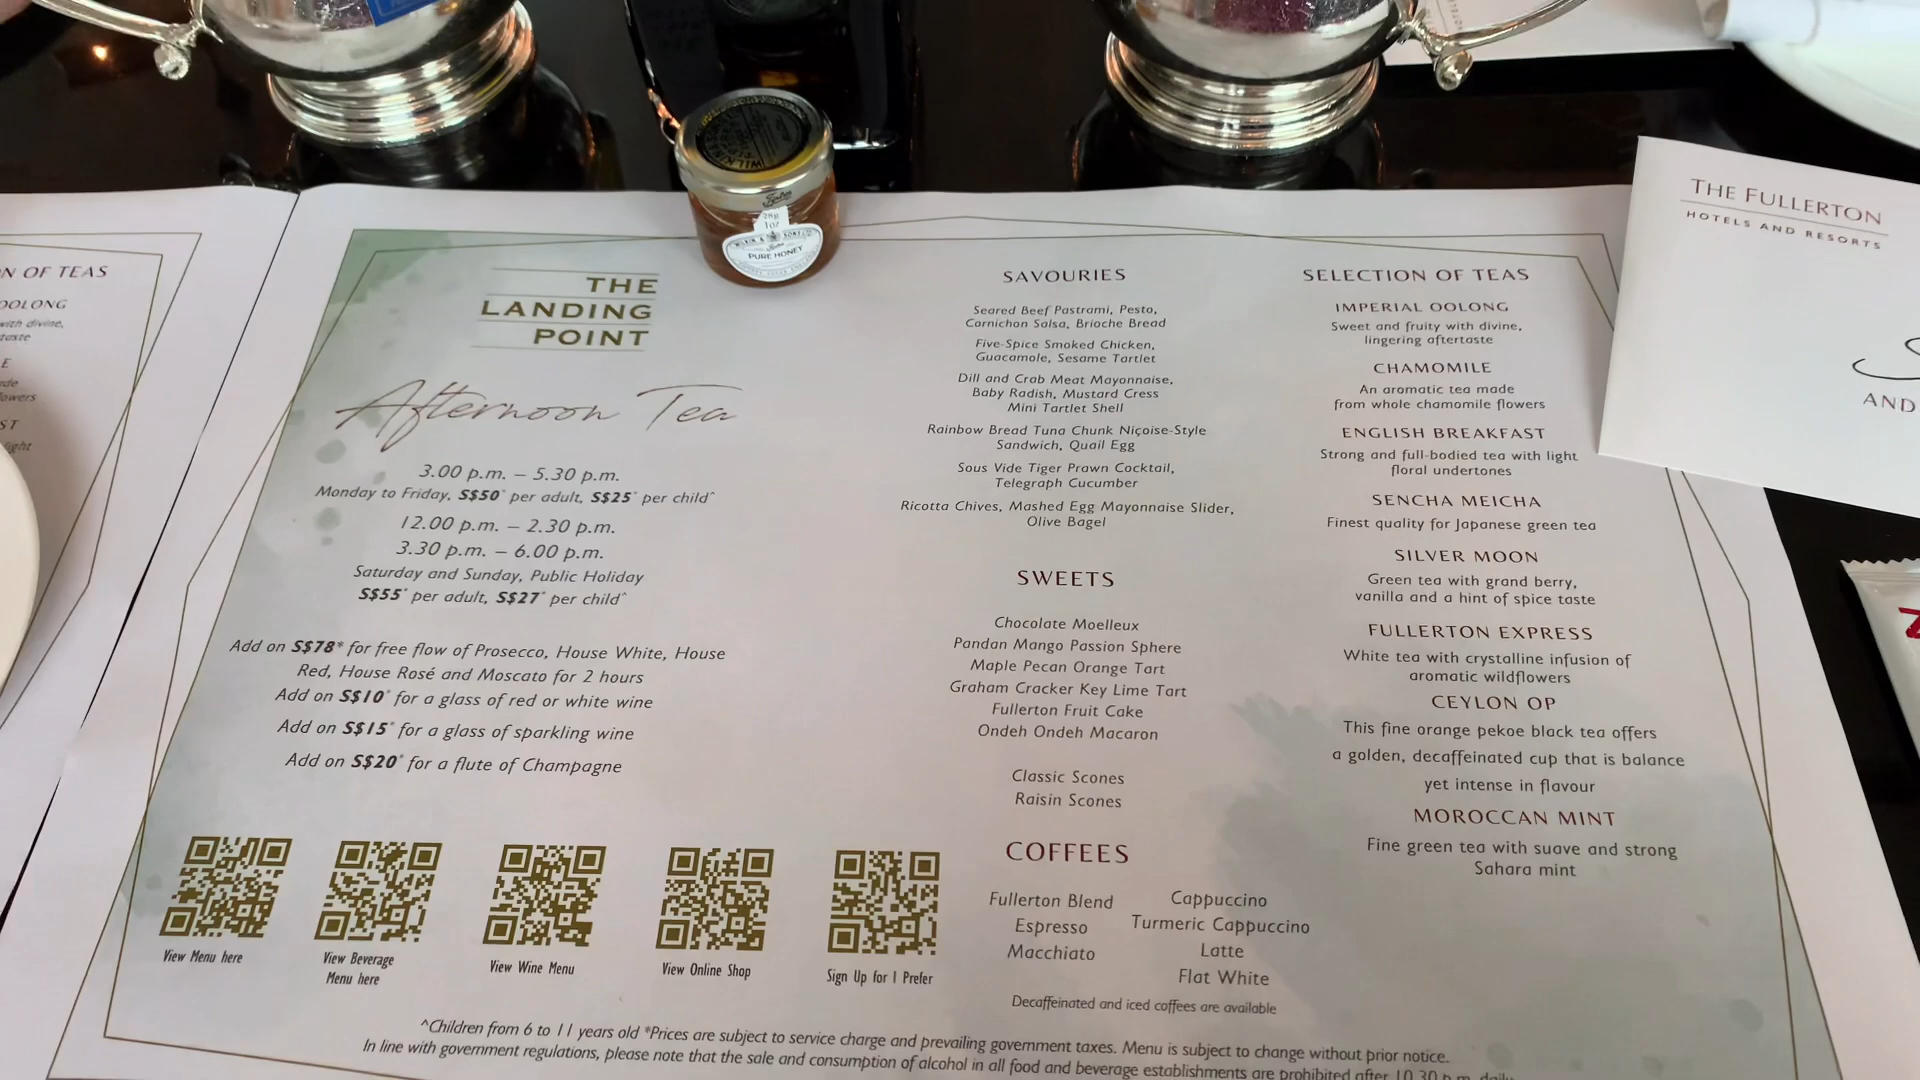 N OF TEAS
OOLONG
with divine,
taste
E
ade
lowers
ST
light
THE
LANDING
POINT
Afternoon Tea
3.00 p.m. – 5.30 p.m.
Monday to Friday, S$50* per adult, S$25* per child^
12.00 p.m. – 2.30 p.m.
3.30 p.m. – 6.00 p.m.
Saturday and Sunday, Public Holiday
S$55* per adult, S$27* per child^
Add on S$78* for free flow of Prosecco, House White, House
Red, House Rosé and Moscato for 2 hours
Add on S$10* for a glass of red or white wine
Add on S$15* for a glass of sparkling wine
Add on S$20* for a flute of Champagne
View Menu here
View Beverage
Menu here
View Wine Menu
View Online Shop
Sign Up for I Prefer
28g
1oz
PURE HONEY
SAVOURIES
Seared Beef Pastrami, Pesto,
Cornichon Salsa, Brioche Bread
Five-Spice Smoked Chicken,
Guacamole, Sesame Tartlet
Dill and Crab Meat Mayonnaise,
Baby Radish, Mustard Cress
Mini Tartlet Shell
Rainbow Bread Tuna Chunk Niçoise-Style
Sandwich, Quail Egg
Sous Vide Tiger Prawn Cocktail,
Telegraph Cucumber
Ricotta Chives, Mashed Egg Mayonnaise Slider,
Olive Bagel
SWEETS
Chocolate Moelleux
Pandan Mango Passion Sphere
Maple Pecan Orange Tart
Graham Cracker Key Lime Tart
Fullerton Fruit Cake
Ondeh Ondeh Macaron
Classic Scones
Raisin Scones
COFFEES
Fullerton Blend
Espresso
Macchiato
Cappuccino
Turmeric Cappuccino
Latte
Flat White
Decaffeinated and iced coffees are available
SELECTION OF TEAS
IMPERIAL OOLONG
Sweet and fruity with divine,
lingering aftertaste
CHAMOMILE
An aromatic tea made
from whole chamomile flowers
ENGLISH BREAKFAST
Strong and full-bodied tea with light
floral undertones
SENCHA MEICHA
Finest quality for Japanese green tea
SILVER MOON
Green tea with grand berry,
vanilla and a hint of spice taste
FULLERTON EXPRESS
White tea with crystalline infusion of
aromatic wildflowers
CEYLON OP
This fine orange pekoe black tea offers
a golden, decaffeinated cup that is balance
yet intense in flavour
MOROCCAN MINT
Fine green tea with suave and strong
Sahara mint
^Children from 6 to 11 years old *Prices are subject to service charge and prevailing government taxes. Menu is subject to change without prior notice.
In line with government regulations, please note that the sale and consumption of alcohol in all food and beverage establishments are prohibited after 10.30 p.m. daily
THE FULLERTON
HOTELS AND RESORTS
AND